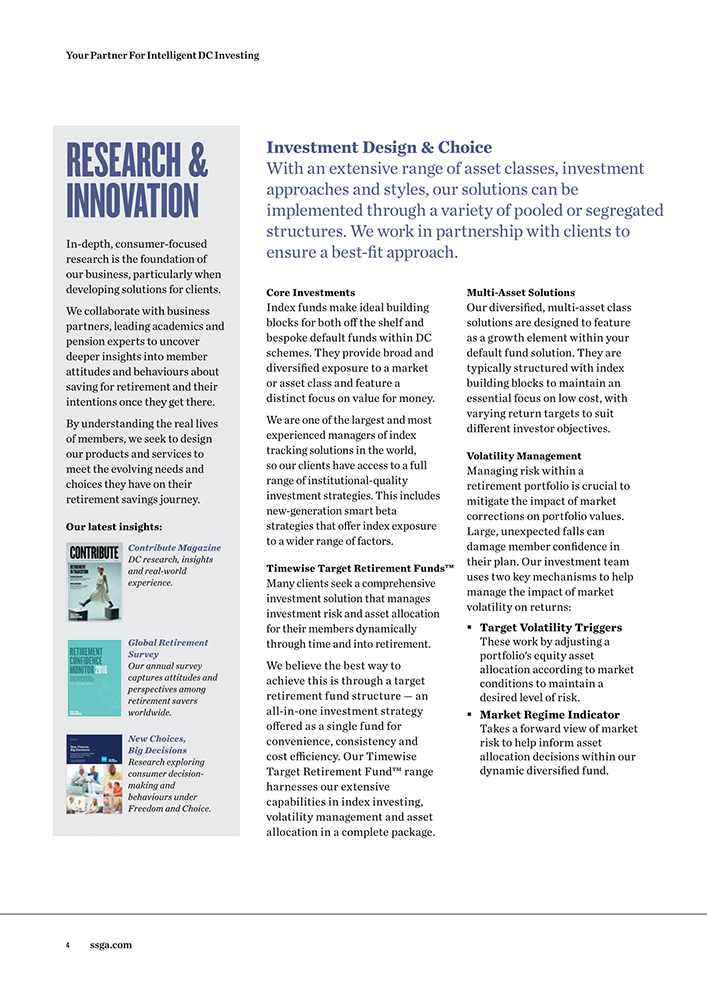 Your Partner For Intelligent DC Investing
RESEARCH &
INNOVATION
In-depth, consumer-focused
research is the foundation of
our business, particularly when
developing solutions for clients.
We collaborate with business
partners, leading academics and
pension experts to uncover
deeper insights into member
attitudes and behaviours about
saving for retirement and their
intentions once they get there.
By understanding the real lives
of members, we seek to design
our products and services to
meet the evolving needs and
choices they have on their
retirement savings journey.
Our latest insights:
CONTRIBUTE
RETIREMENT
IN TRANSITION
Contribute Magazine
DC research, insights
and real-world
experience.
RETIREMENT
CONFIDENCE
MONITOR 2016
Global Retirement
Survey
Our annual survey
captures attitudes and
perspectives among
retirement savers
worldwide.
New Choices,
Big Decisions.
New Choices,
Big Decisions
Research exploring
consumer decision-
making and
behaviours under
Freedom and Choice.
Investment Design & Choice
With an extensive range of asset classes, investment
approaches and styles, our solutions can be
implemented through a variety of pooled or segregated
structures. We work in partnership with clients to
ensure a best-fit approach.
Core Investments
Index funds make ideal building
blocks for both off the shelf and
bespoke default funds within DC
schemes. They provide broad and
diversified exposure to a market
or asset class and feature a
distinct focus on value for money.
We are one of the largest and most
experienced managers of index
tracking solutions in the world,
so our clients have access to a full
range of institutional-quality
investment strategies. This includes
new-generation smart beta
strategies that offer index exposure
to a wider range of factors.
Timewise Target Retirement Funds™
Many clients seek a comprehensive
investment solution that manages
investment risk and asset allocation
for their members dynamically
through time and into retirement.
We believe the best way to
achieve this is through a target
retirement fund structure — an
all-in-one investment strategy
offered as a single fund for
convenience, consistency and
cost efficiency. Our Timewise
Target Retirement Fund™ range
harnesses our extensive
capabilities in index investing,
volatility management and asset
allocation in a complete package.
Multi-Asset Solutions
Our diversified, multi-asset class
solutions are designed to feature
as a growth element within your
default fund solution. They are
typically structured with index
building blocks to maintain an
essential focus on low cost, with
varying return targets to suit
different investor objectives.
Volatility Management
Managing risk within a
retirement portfolio is crucial to
mitigate the impact of market
corrections on portfolio values.
Large, unexpected falls can
damage member confidence in
their plan. Our investment team
uses two key mechanisms to help
manage the impact of market
volatility on returns:
▪ Target Volatility Triggers
These work by adjusting a
portfolio's equity asset
allocation according to market
conditions to maintain a
desired level of risk.
▪ Market Regime Indicator
Takes a forward view of market
risk to help inform asset
allocation decisions within our
dynamic diversified fund.
4 ssga.com